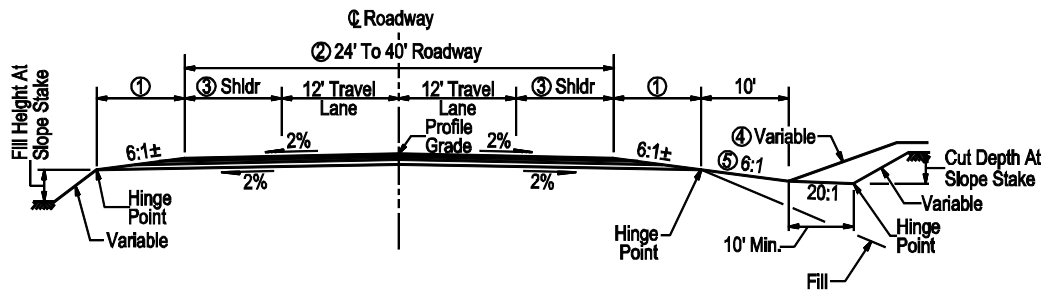 ℄ Roadway
② 24' To 40' Roadway
Fill Height At
Slope Stake
①
③ Shldr
12' Travel
Lane
12' Travel
Lane
③ Shldr
①
10'
Profile
Grade
6:1±
2%
2%
6:1±
④ Variable
⑤ 6:1
Cut Depth At
Slope Stake
2%
2%
20:1
Hinge
Point
Variable
Variable
Hinge
Point
Hinge
Point
10' Min.
Fill